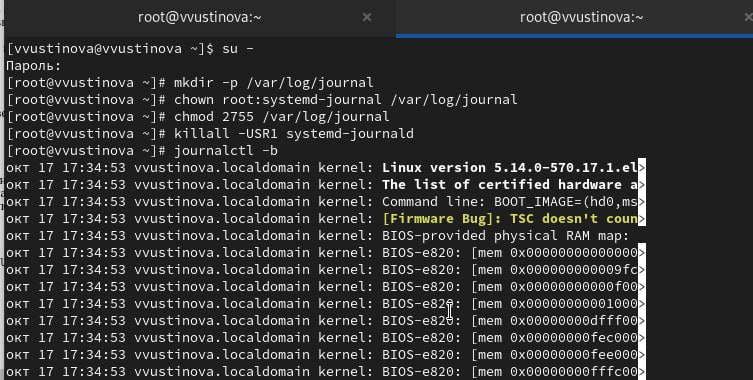 root@vvustinova:~ × root@vvustinova:~ ×
[vvustinova@vvustinova ~]$ su -
Пароль:
[root@vvustinova ~]# mkdir -p /var/log/journal
[root@vvustinova ~]# chown root:systemd-journal /var/log/journal
[root@vvustinova ~]# chmod 2755 /var/log/journal
[root@vvustinova ~]# killall -USR1 systemd-journald
[root@vvustinova ~]# journalctl -b
окт 17 17:34:53 vvustinova.localdomain kernel: Linux version 5.14.0-570.17.1.el>
окт 17 17:34:53 vvustinova.localdomain kernel: The list of certified hardware a>
окт 17 17:34:53 vvustinova.localdomain kernel: Command line: BOOT_IMAGE=(hd0,ms>
окт 17 17:34:53 vvustinova.localdomain kernel: [Firmware Bug]: TSC doesn't coun>
окт 17 17:34:53 vvustinova.localdomain kernel: BIOS-provided physical RAM map:
окт 17 17:34:53 vvustinova.localdomain kernel: BIOS-e820: [mem 0x00000000000000>
окт 17 17:34:53 vvustinova.localdomain kernel: BIOS-e820: [mem 0x000000000009fc>
окт 17 17:34:53 vvustinova.localdomain kernel: BIOS-e820: [mem 0x00000000000f00>
окт 17 17:34:53 vvustinova.localdomain kernel: BIOS-e820: [mem 0x00000000001000>
окт 17 17:34:53 vvustinova.localdomain kernel: BIOS-e820: [mem 0x00000000dfff00>
окт 17 17:34:53 vvustinova.localdomain kernel: BIOS-e820: [mem 0x00000000fec000>
окт 17 17:34:53 vvustinova.localdomain kernel: BIOS-e820: [mem 0x00000000fee000>
окт 17 17:34:53 vvustinova.localdomain kernel: BIOS-e820: [mem 0x00000000fffc00>